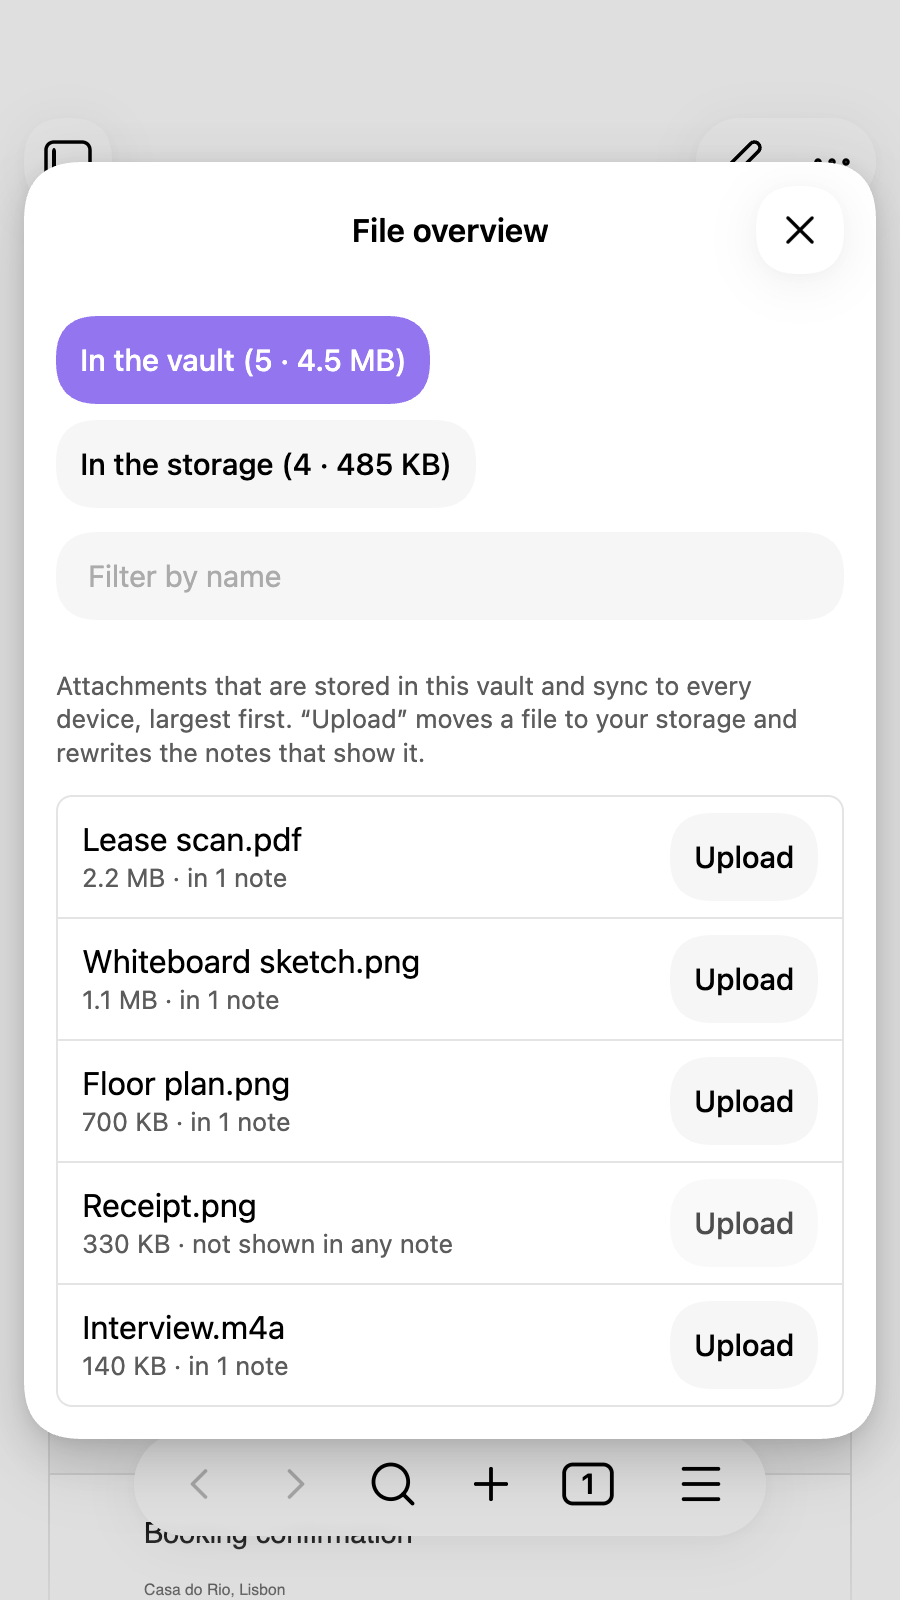 File overview
In the vault (5 · 4.5 MB)
In the storage (4 · 485 KB)
Filter by name
Attachments that are stored in this vault and sync to every
device, largest first. “Upload” moves a file to your storage and
rewrites the notes that show it.
Lease scan.pdf
2.2 MB · in 1 note
Upload
Whiteboard sketch.png
1.1 MB · in 1 note
Upload
Floor plan.png
700 KB · in 1 note
Upload
Receipt.png
330 KB · not shown in any note
Upload
Interview.m4a
140 KB · in 1 note
Upload
1
Booking confirmation
Casa do Rio, Lisbon